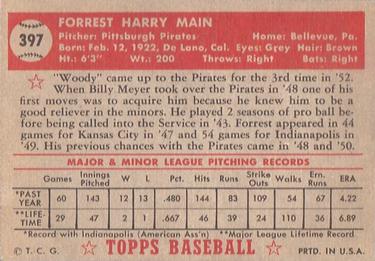 397
FORREST HARRY MAIN
Pitcher: Pittsburgh Pirates Home: Bellevue, Pa.
Born: Feb. 12, 1922, De Lano, Cal. Eyes: Grey Hair: Brown
Ht.: 6'3" Wt.: 200 Throws: Right Bats: Right
"Woody" came up to the Pirates for the 3rd time in '52.
When Billy Meyer took over the Pirates in '48 one of
his first moves was to acquire him because he knew him to be a
good reliever in the minors. He played 2 seasons of pro ball be-
fore being called into the Service in '43. Forrest appeared in 44
games for Kansas City in '47 and 54 games for Indianapolis in
'49. His previous chances with the Pirates came in '48 and '50.
MAJOR & MINOR LEAGUE PITCHING RECORDS
Games Innings Pitched W L Pct. Hits Runs Strike Outs Walks Ern. Runs ERA
*PAST YEAR 60 143 12 13 .480 144 83 109 54 67 4.22
**LIFE-TIME 29 47 2 1 .667 46 39 16 27 36 6.89
*Record with Indianapolis (American Ass'n) **Major League Lifetime Record
© T. C. G. TOPPS BASEBALL PRTD. IN U.S.A.